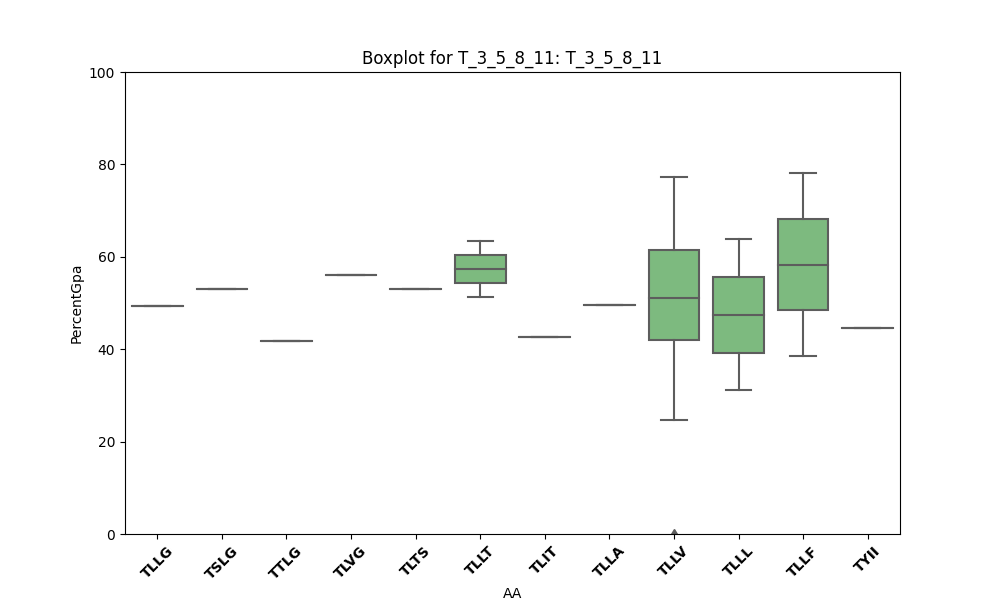 Boxplot for T_3_5_8_11: T_3_5_8_11
100
80
60
40
20
0
PercentGpa
TLLG
TSLG
TTLG
TLVG
TLTS
TLLT
TLIT
TLLA
TLLV
TLLL
TLLF
TYII
AA